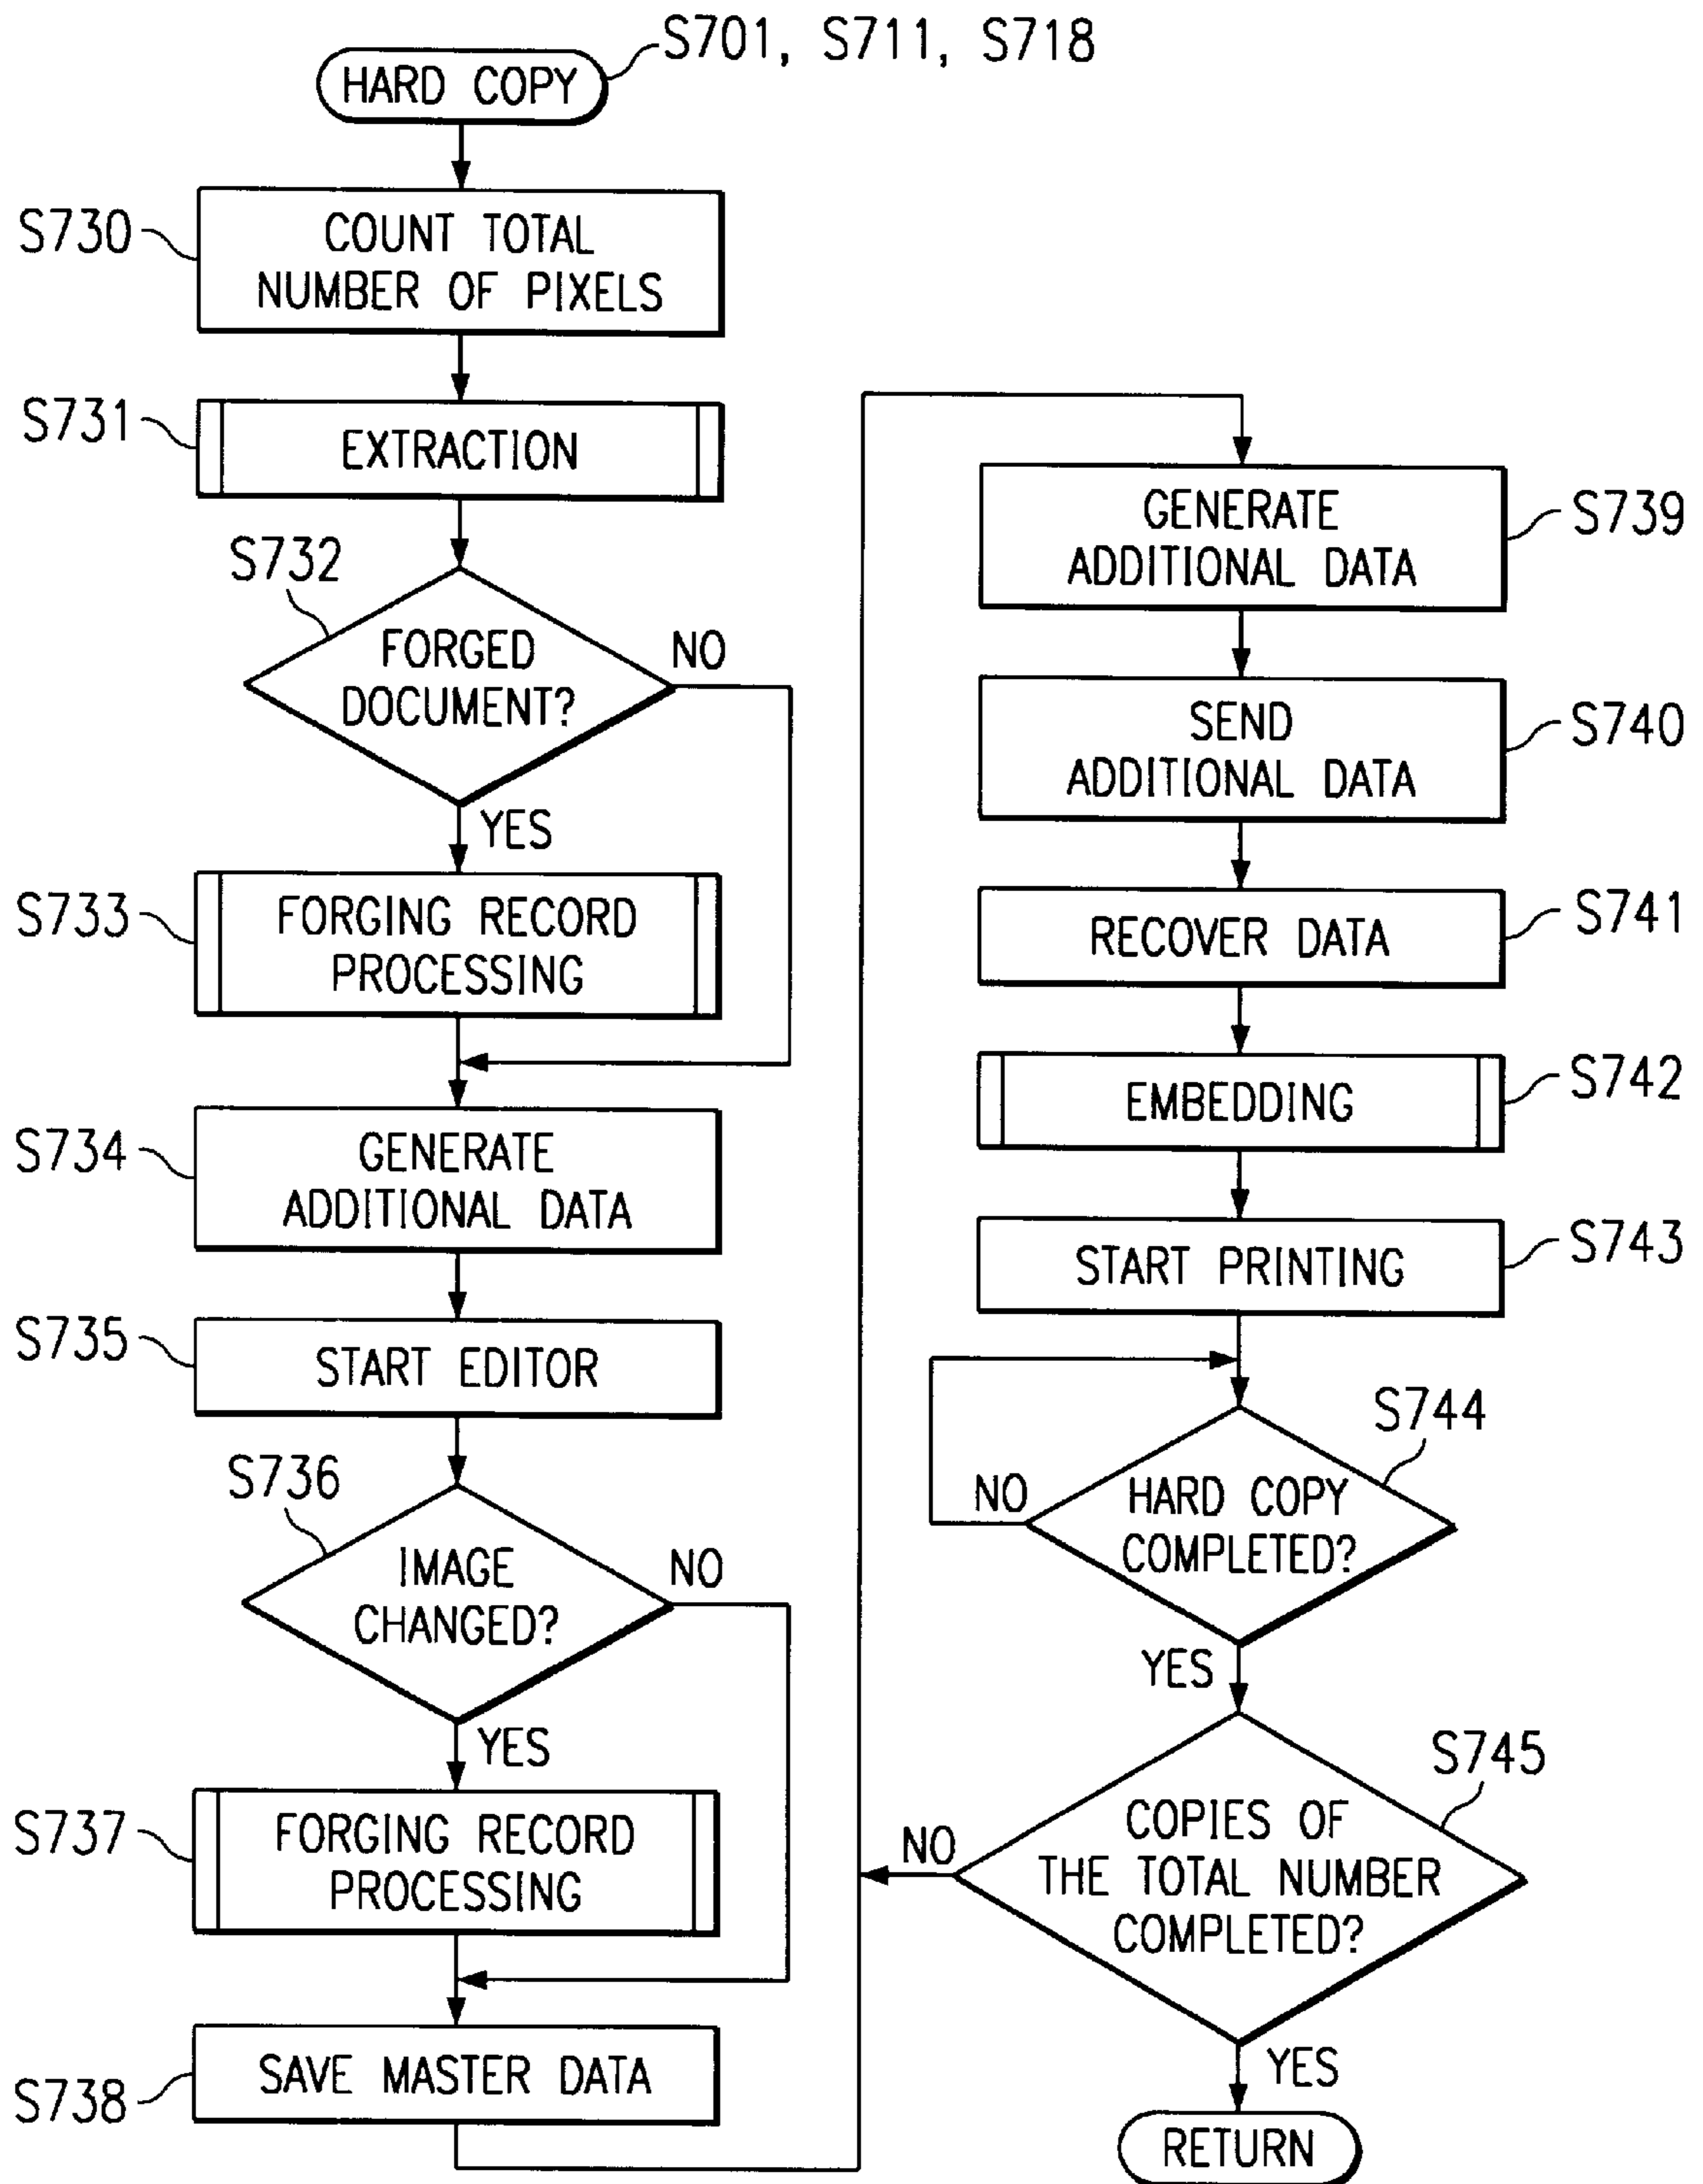 S701, S711, S718
HARD COPY
S730
COUNT TOTAL
NUMBER OF PIXELS
S731
EXTRACTION
S732
FORGED
DOCUMENT?
NO
YES
S733
FORGING RECORD
PROCESSING
S734
GENERATE
ADDITIONAL DATA
S735
START EDITOR
S736
IMAGE
CHANGED?
NO
YES
S737
FORGING RECORD
PROCESSING
S738
SAVE MASTER DATA
GENERATE
ADDITIONAL DATA
S739
SEND
ADDITIONAL DATA
S740
RECOVER DATA
S741
EMBEDDING
S742
START PRINTING
S743
S744
HARD COPY
COMPLETED?
NO
YES
S745
COPIES OF
THE TOTAL NUMBER
COMPLETED?
NO
YES
RETURN